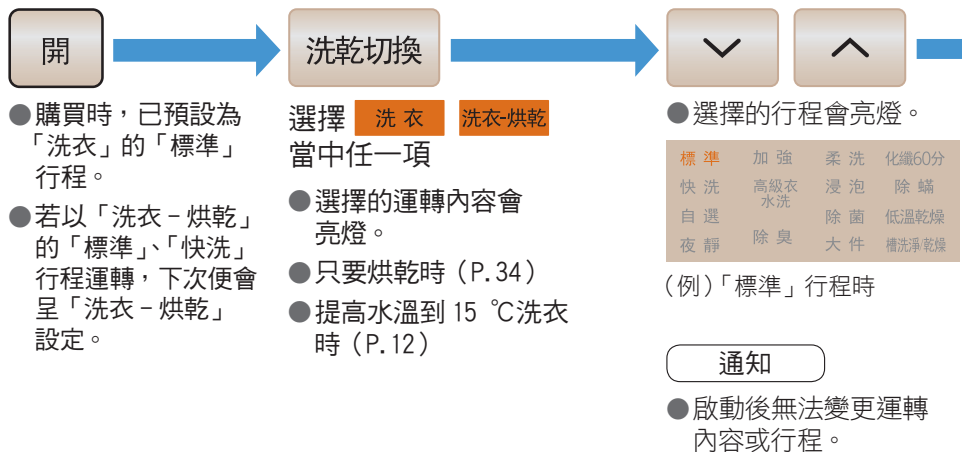 開
●購買時，已預設為
「洗衣」的「標準」
行程。
●若以「洗衣－烘乾」
的「標準」、「快洗」
行程運轉，下次便會
呈「洗衣－烘乾」
設定。
洗乾切換
選擇 洗衣 洗衣-烘乾
當中任一項
●選擇的運轉內容會
亮燈。
●只要烘乾時（P.34）
●提高水溫到 15 ℃洗衣
時（P.12）
●選擇的行程會亮燈。
標準 加強 柔洗 化纖60分
快洗 高級衣水洗 浸泡 除蟎
自選 除臭 除菌 低溫乾燥
夜靜 大件 槽洗淨/乾燥
（例）「標準」行程時
通知
●啟動後無法變更運轉
內容或行程。